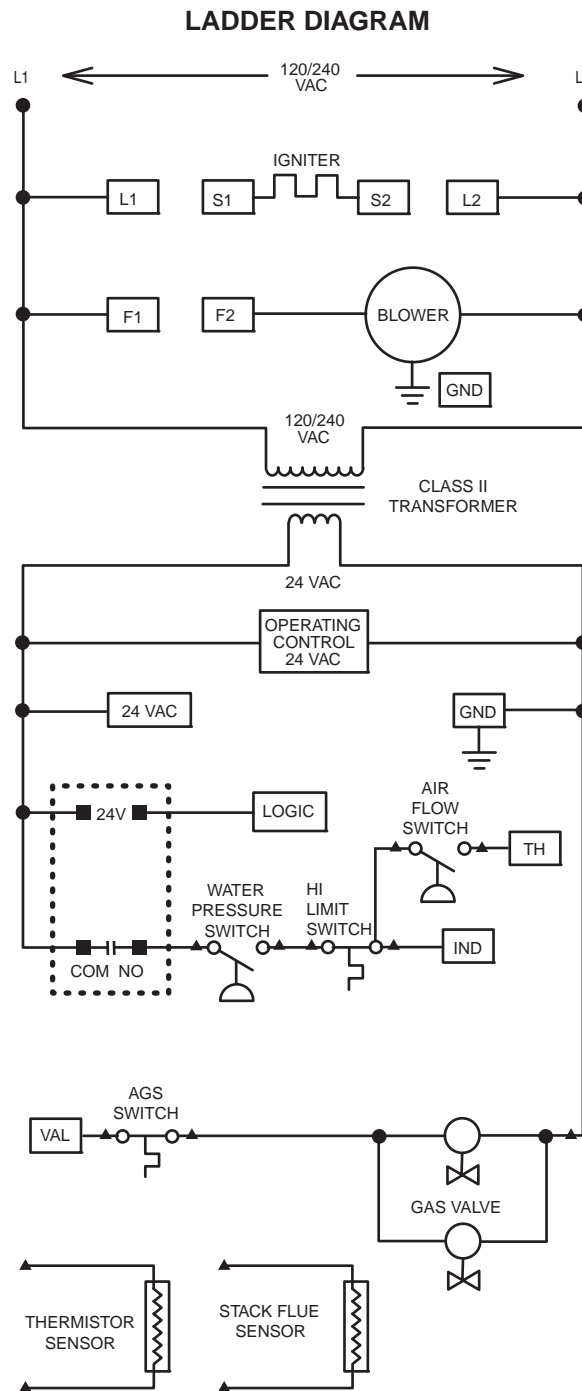 LADDER DIAGRAM
L1
120/240
VAC
L
IGNITER
L1
S1
S2
L2
F1
F2
BLOWER
GND
120/240
VAC
CLASS II
TRANSFORMER
24 VAC
OPERATING
CONTROL
24 VAC
24 VAC
GND
24V
LOGIC
AIR
FLOW
SWITCH
TH
WATER
PRESSURE
SWITCH
HI
LIMIT
SWITCH
IND
COM NO
AGS
SWITCH
VAL
GAS VALVE
THERMISTOR
SENSOR
STACK FLUE
SENSOR